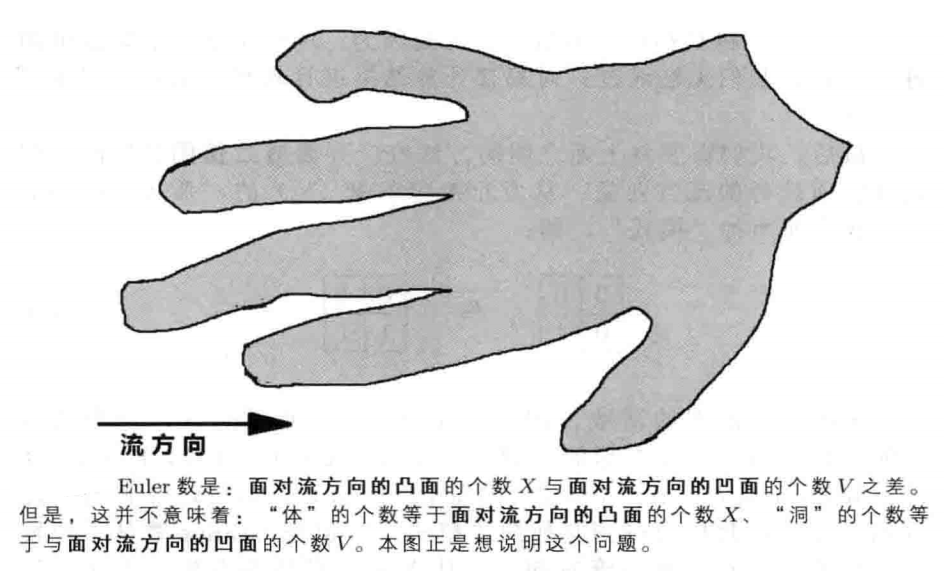 流方向
Euler 数是：面对流方向的凸面的个数 X 与面对流方向的凹面的个数 V 之差。
但是，这并不意味着：“体”的个数等于面对流方向的凸面的个数 X、“洞”的个数等
于与面对流方向的凹面的个数 V。本图正是想说明这个问题。